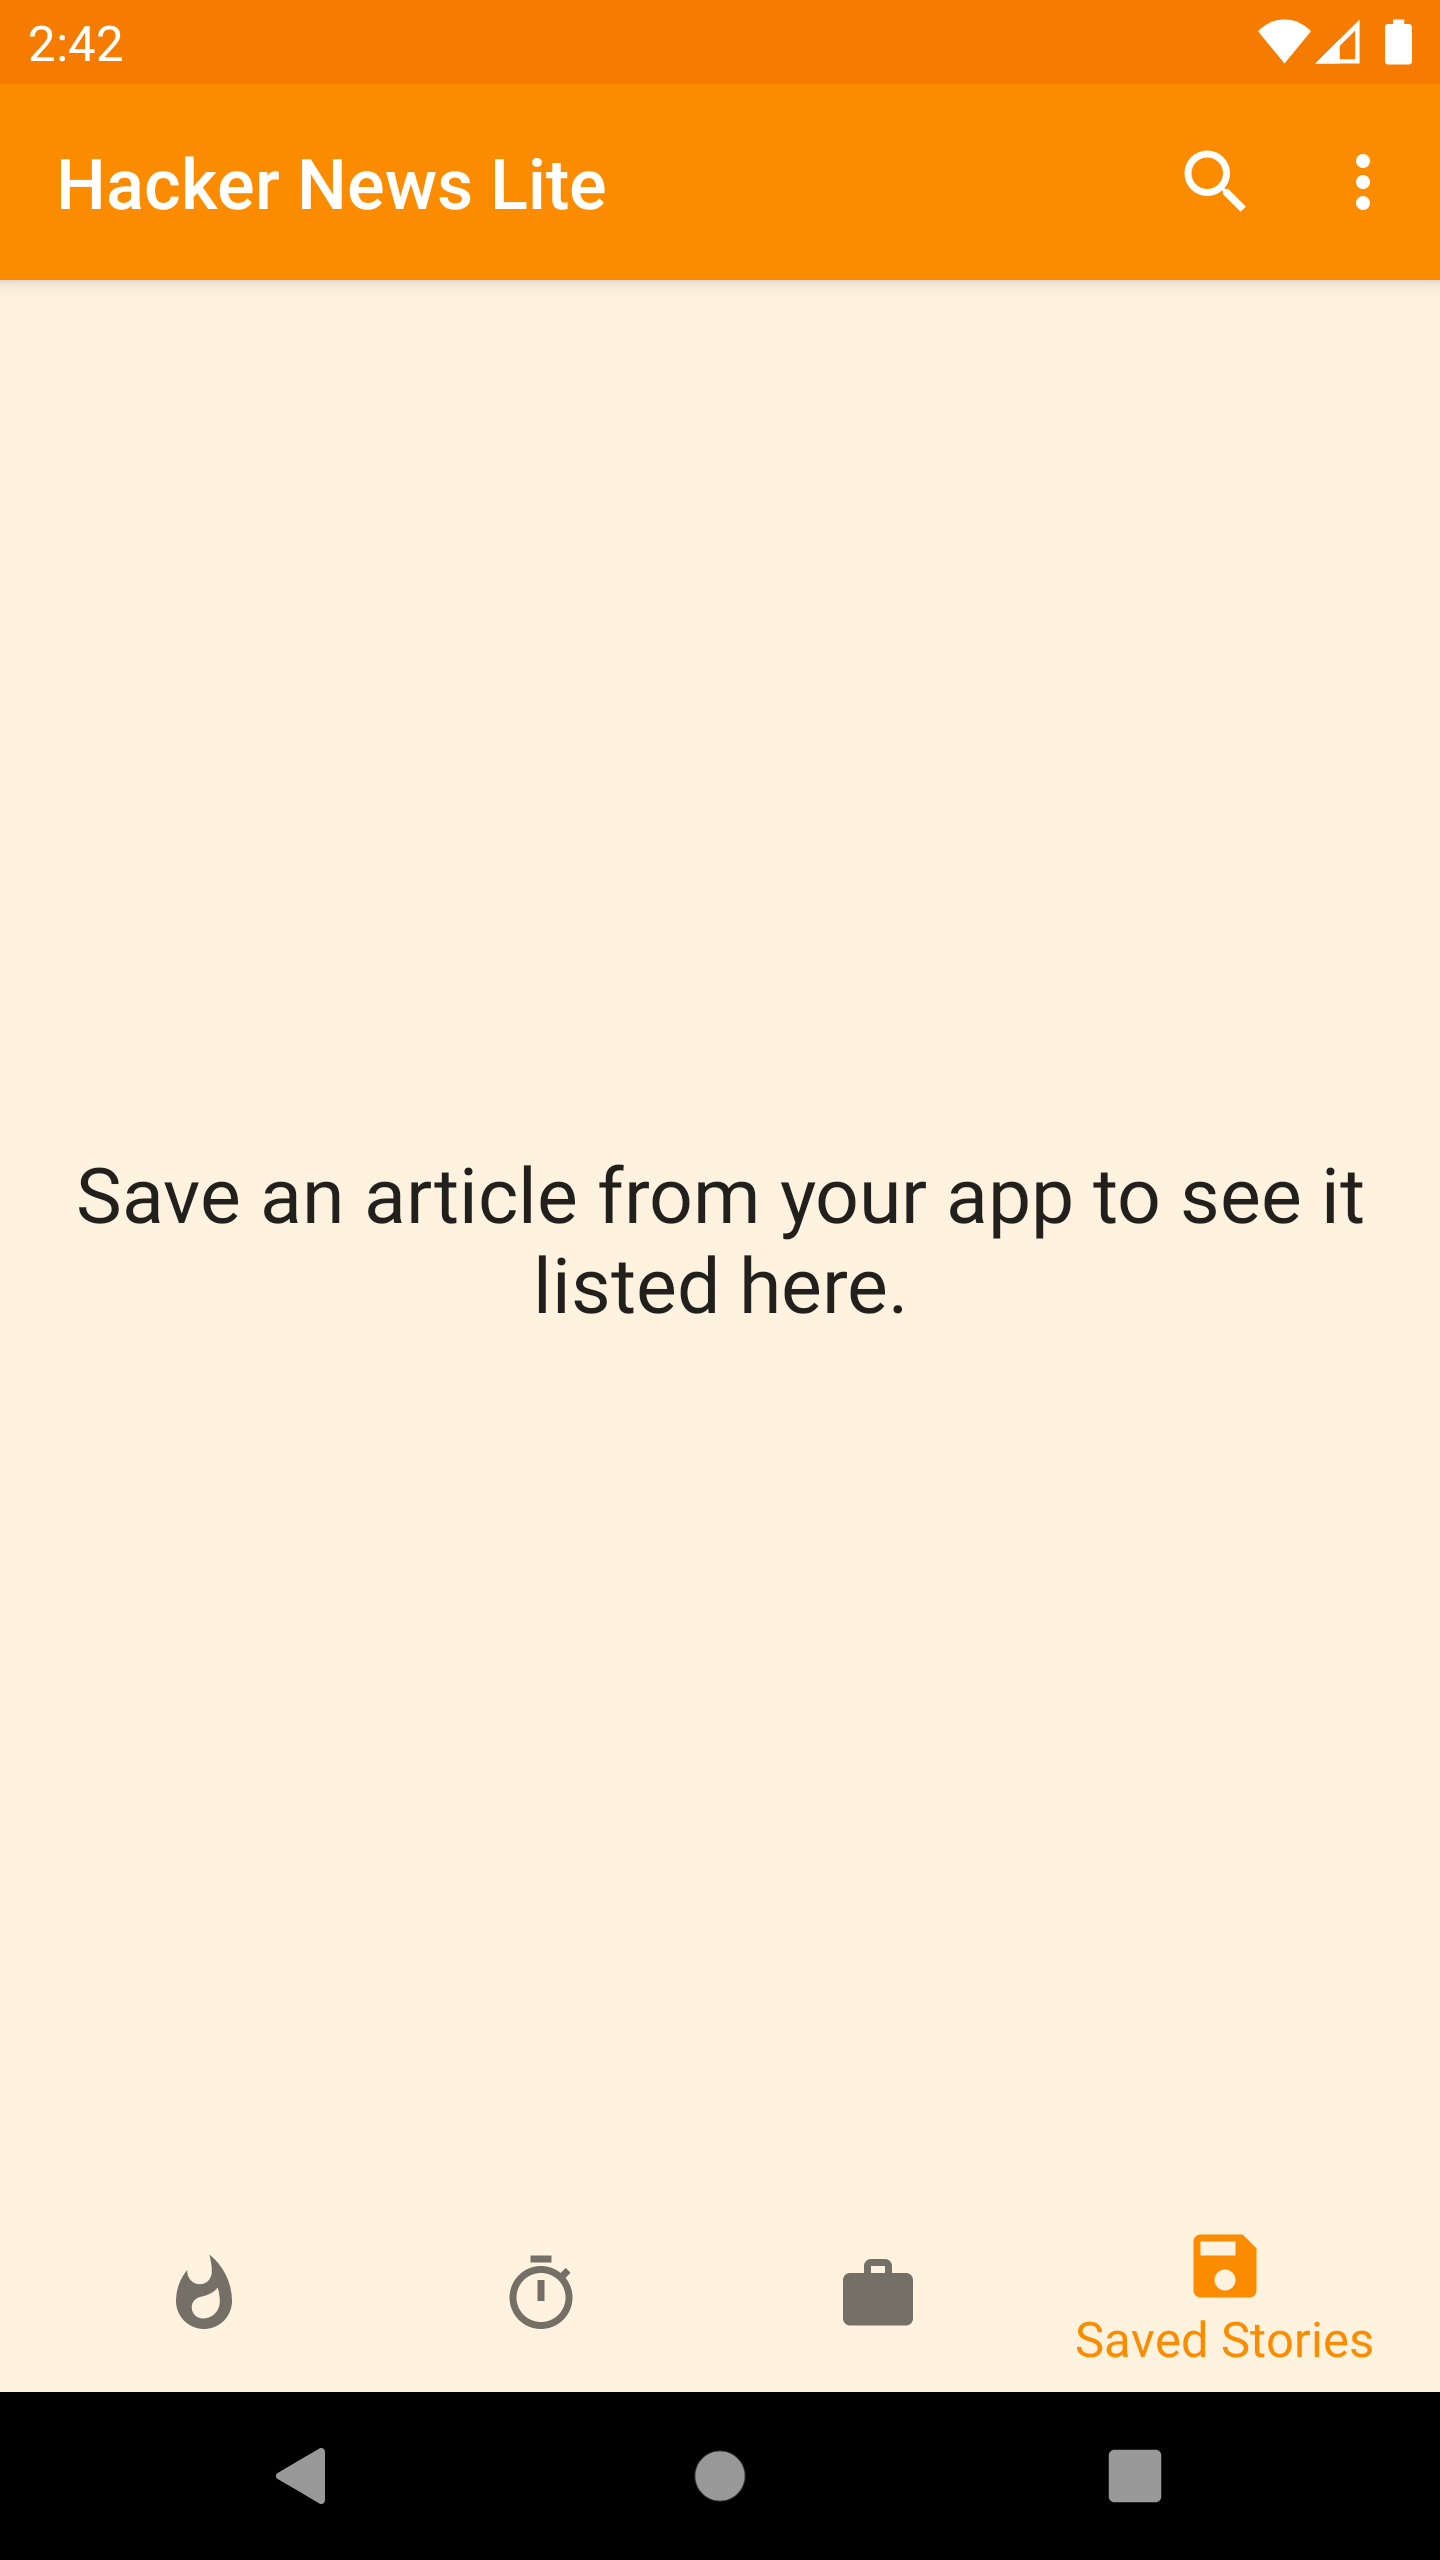 2:42
Hacker News Lite
Save an article from your app to see it
listed here.
Saved Stories